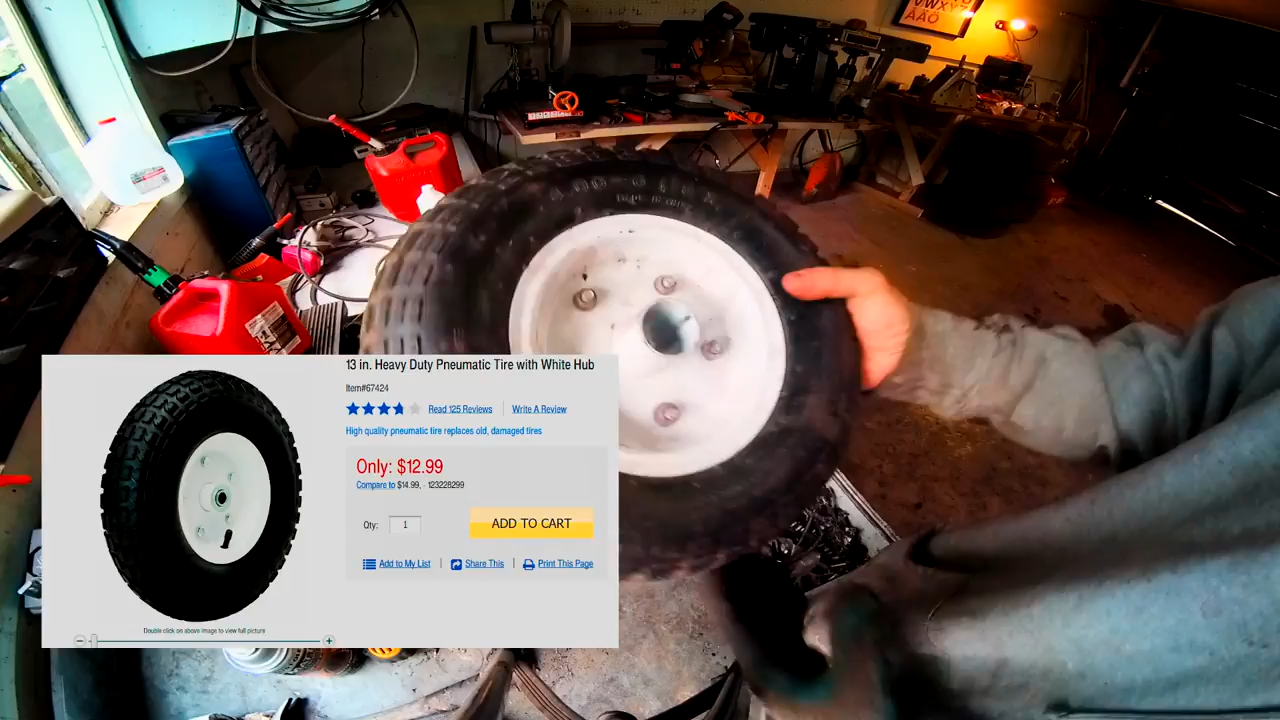 VWXYZ
ÅÄÖ
13 in. Heavy Duty Pneumatic Tire with White Hub
Item#67424
Read 125 Reviews
Write A Review
High quality pneumatic tire replaces old, damaged tires
Only: $12.99
Compare to $14.99, - 123228299
Qty:
1
ADD TO CART
Add to My List
Share This
Print This Page
Double click on above image to view full picture